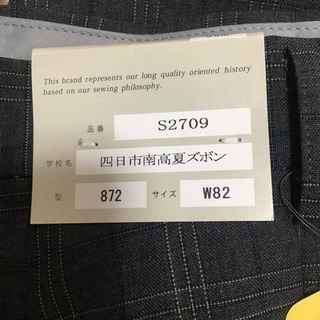 This brand represents our long quality oriented history
based on our sewing philosophy.
品番 S2709
学校名 四日市南高夏ズボン
型 872 サイズ W82